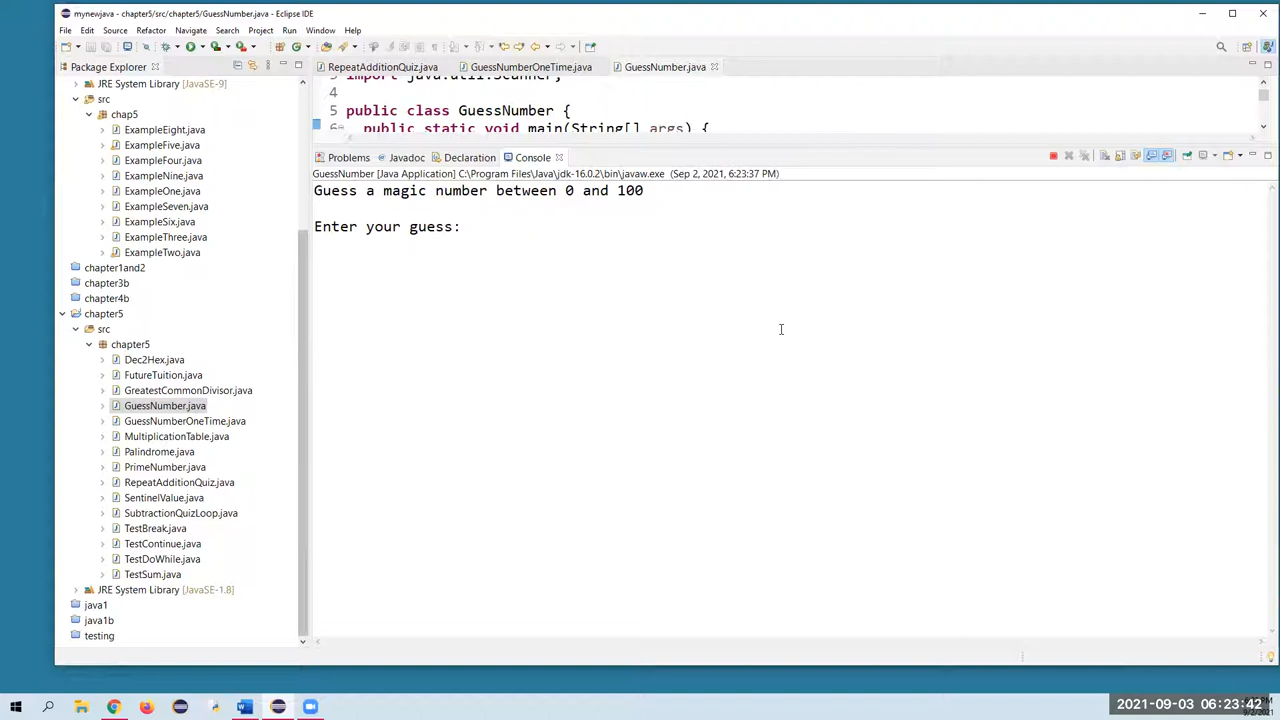 mynewjava - chapter5/src/chapter5/GuessNumber.java - Eclipse IDE
File Edit Source Refactor Navigate Search Project Run Window Help
Package Explorer
JRE System Library [JavaSE-9]
src
chap5
ExampleEight.java
ExampleFive.java
ExampleFour.java
ExampleNine.java
ExampleOne.java
ExampleSeven.java
ExampleSix.java
ExampleThree.java
ExampleTwo.java
chapter1and2
chapter3b
chapter4b
chapter5
src
chapter5
Dec2Hex.java
FutureTuition.java
GreatestCommonDivisor.java
GuessNumber.java
GuessNumberOneTime.java
MultiplicationTable.java
Palindrome.java
PrimeNumber.java
RepeatAdditionQuiz.java
SentinelValue.java
SubtractionQuizLoop.java
TestBreak.java
TestContinue.java
TestDoWhile.java
TestSum.java
JRE System Library [JavaSE-1.8]
java1
java1b
testing
RepeatAdditionQuiz.java GuessNumberOneTime.java GuessNumber.java
3 import java.util.Scanner;
4
5 public class GuessNumber {
6 public static void main(String[] args) {
Problems Javadoc Declaration Console
GuessNumber [Java Application] C:\Program Files\Java\jdk-16.0.2\bin\javaw.exe (Sep 2, 2021, 6:23:37 PM)
Guess a magic number between 0 and 100
Enter your guess:
2021-09-03 06:23:42